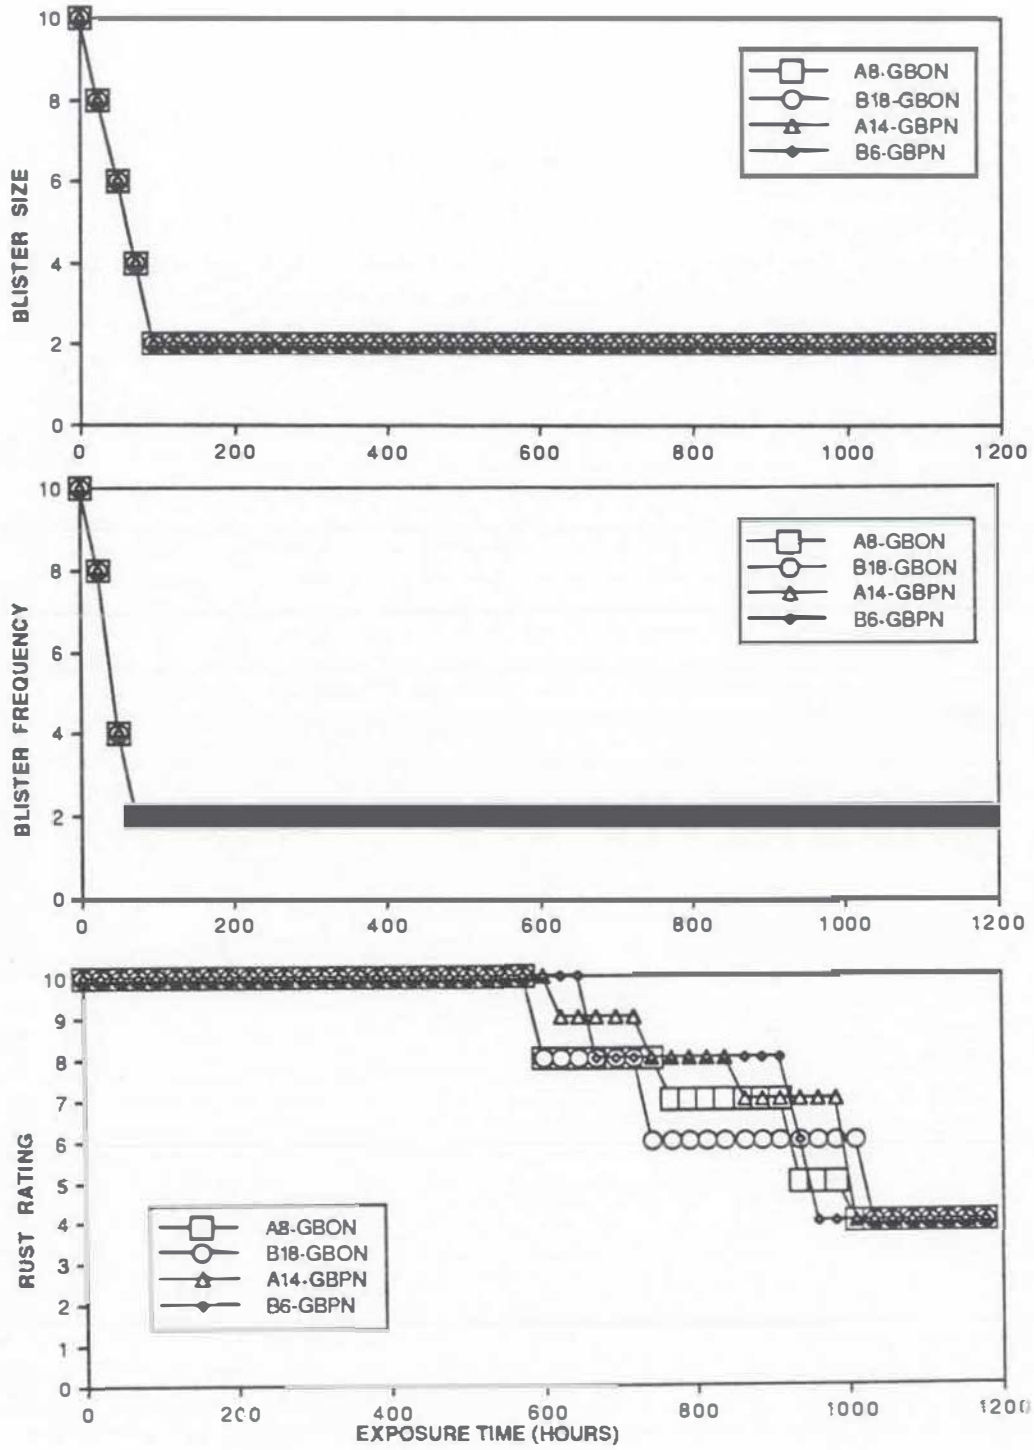 10
8
6
4
2
0
BLISTER SIZE
A8-GBON
B18-GBON
A14-GBPN
B6-GBPN
0 200 400 600 800 1000 1200
10
8
6
4
2
0
BLISTER FREQUENCY
A8-GBON
B18-GBON
A14-GBPN
B6-GBPN
0 200 400 600 800 1000 1200
10
9
8
7
6
5
4
3
2
1
0
RUST RATING
A8-GBON
B18-GBON
A14-GBPN
B6-GBPN
0 200 400 600 800 1000 1200
EXPOSURE TIME (HOURS)